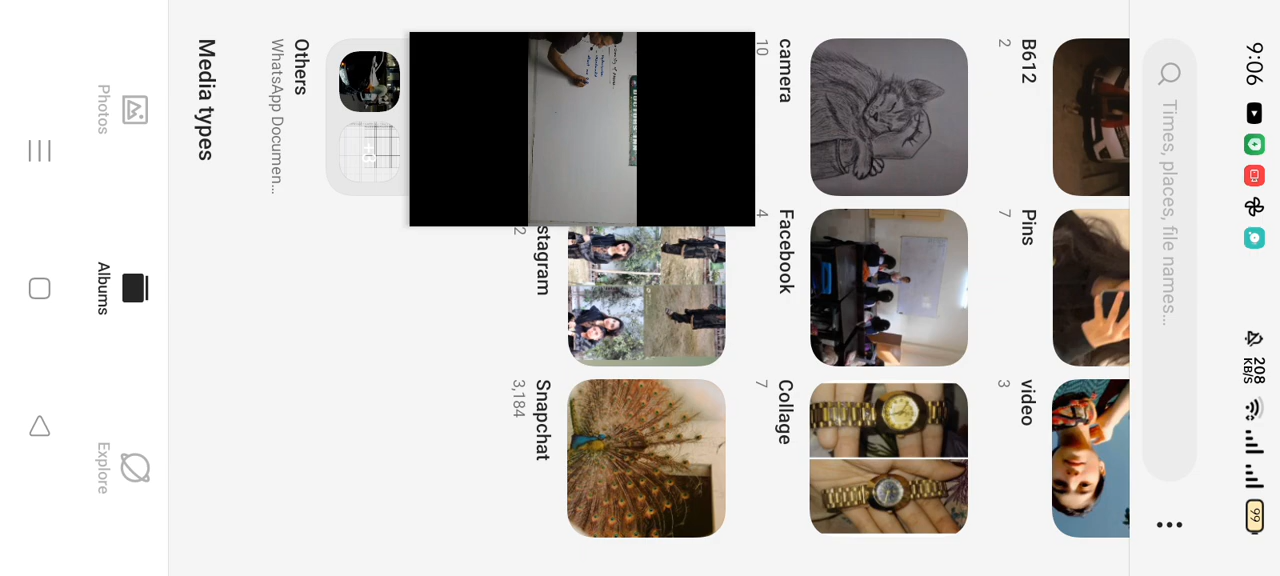 9:06
208
KB/S
99
Times, places, file names...
B612
2
Pins
7
video
3
camera
10
Facebook
4
Collage
7
stagram
2
Snapchat
3,184
+3
Others
WhatsApp Documen...
Media types
Photos
Albums
Explore